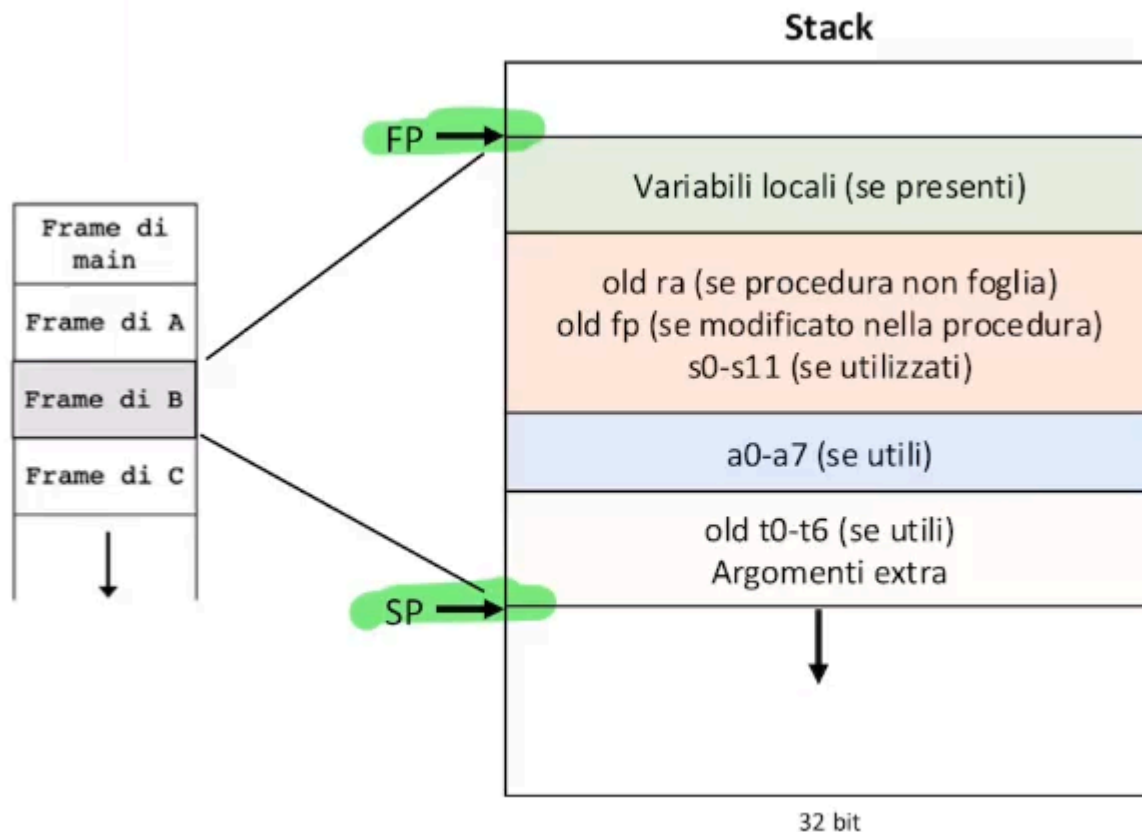 Stack
FP
Variabili locali (se presenti)
old ra (se procedura non foglia)
old fp (se modificato nella procedura)
s0-s11 (se utilizzati)
a0-a7 (se utili)
old t0-t6 (se utili)
Argomenti extra
SP
32 bit
Frame di
main
Frame di A
Frame di B
Frame di C